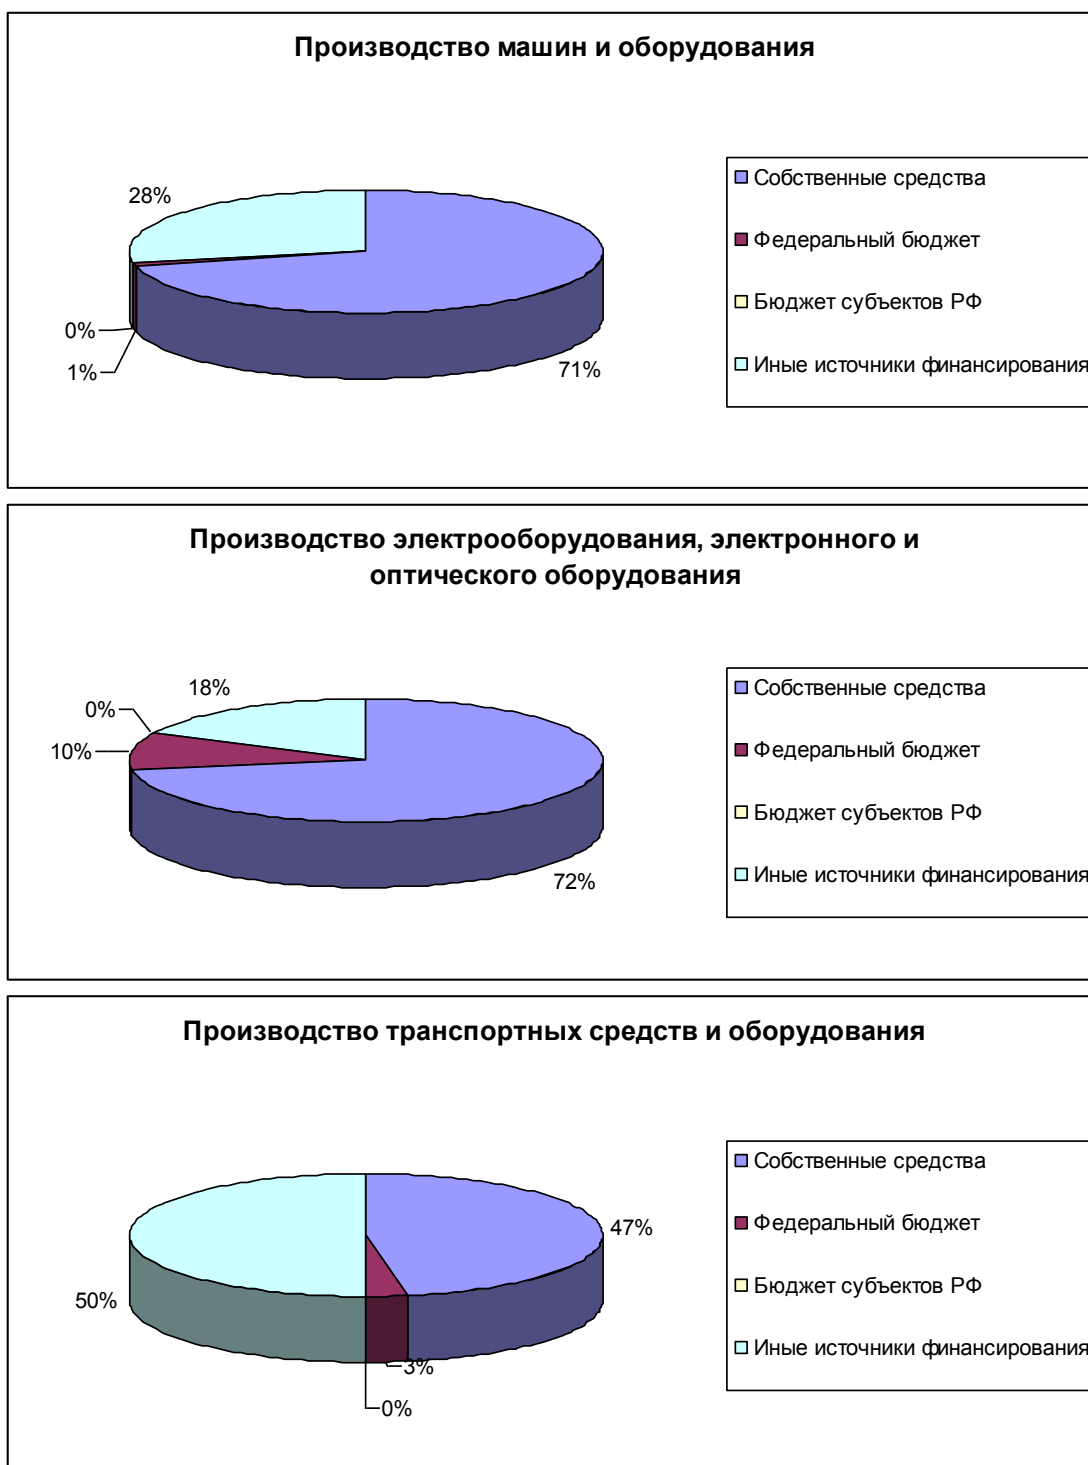 Производство машин и оборудования
28%
0%
1%
71%
Собственные средства
Федеральный бюджет
Бюджет субъектов РФ
Иные источники финансирования
Производство электрооборудования, электронного и
оптического оборудования
18%
0%
10%
72%
Собственные средства
Федеральный бюджет
Бюджет субъектов РФ
Иные источники финансирования
Производство транспортных средств и оборудования
47%
50%
3%
0%
Собственные средства
Федеральный бюджет
Бюджет субъектов РФ
Иные источники финансирования